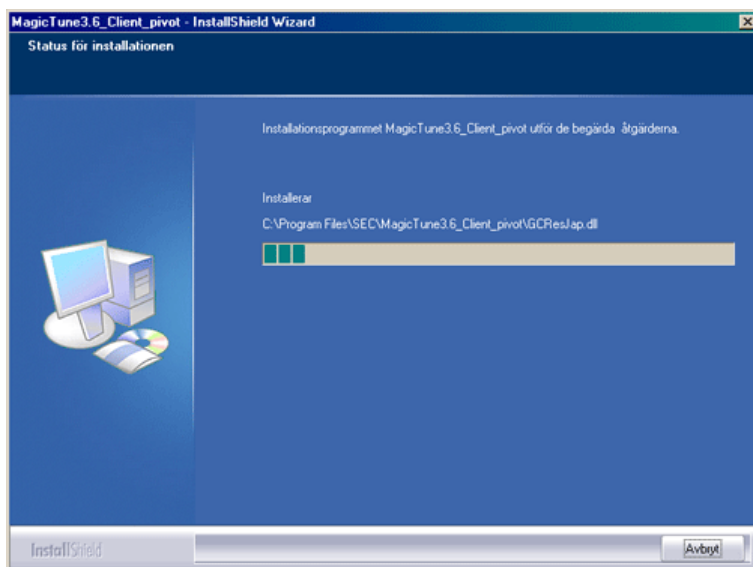 MagicTune3.6_Client_pivot - InstallShield Wizard
Status för installationen
Installationsprogrammet MagicTune3.6_Client_pivot utför de begärda åtgärderna.
Installerar
C:\Program Files\SEC\MagicTune3.6_Client_pivot\GCResJap.dll
InstallShield
Avbryt